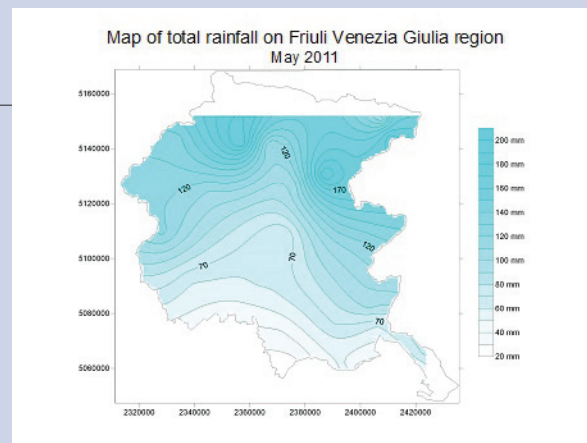 Map of total rainfall on Friuli Venezia Giulia region
May 2011
5160000
5140000
5120000
5100000
5080000
5060000
2320000 2340000 2360000 2380000 2400000 2420000
120
120
170
120
70
70
70
200 mm
180 mm
160 mm
140 mm
120 mm
100 mm
80 mm
60 mm
40 mm
20 mm